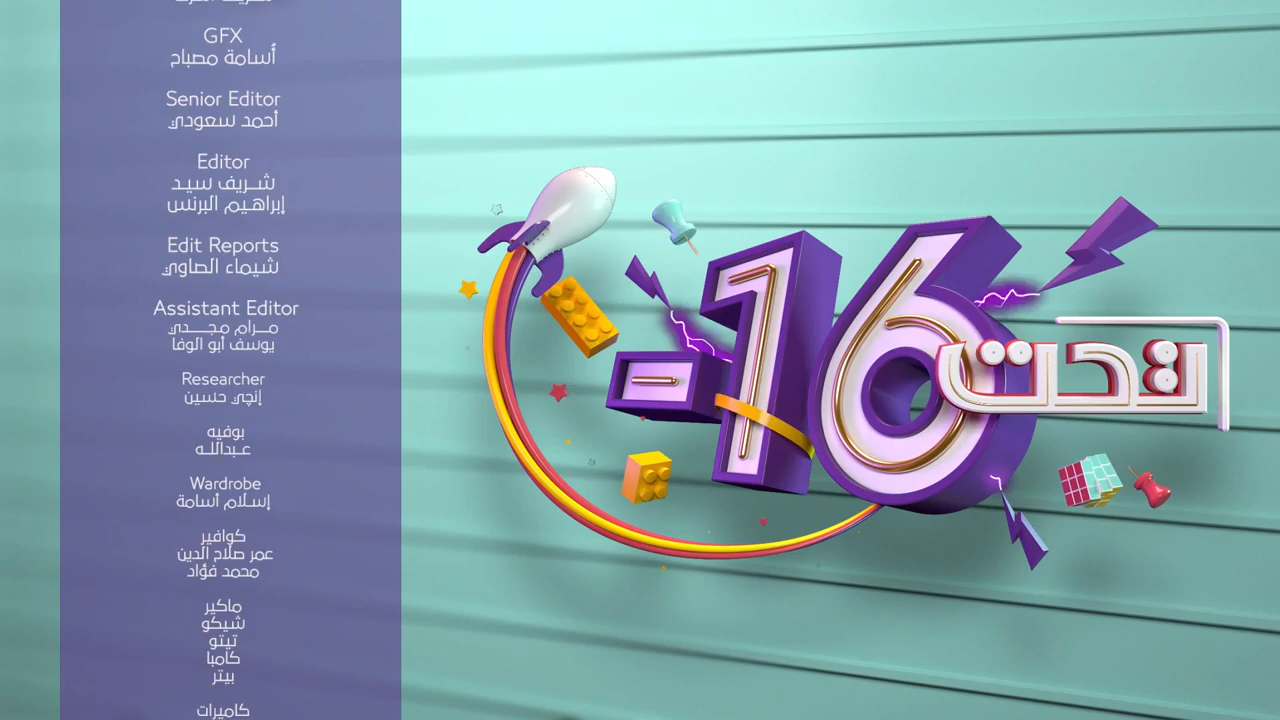 GFX
أسامة مصباح
Senior Editor
أحمد سعودي
Editor
شريف سيد
إبراهيم البرنس
Edit Reports
شيماء الصاوي
Assistant Editor
مرام مجدي
يوسف أبو الوفا
Researcher
إنجي حسين
بوفيه
عبدالله
Wardrobe
إسلام أسامة
كوافير
عمر صلاح الدين
محمد فؤاد
ماكير
شيكو
تيتو
كامبا
بيتر
كاميرات
تحت
16-